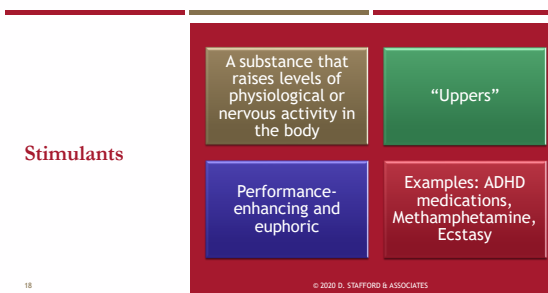 Stimulants
A substance that
raises levels of
physiological or
nervous activity in
the body
“Uppers”
Performance-
enhancing and
euphoric
Examples: ADHD
medications,
Methamphetamine,
Ecstasy
18
© 2020 D. STAFFORD & ASSOCIATES